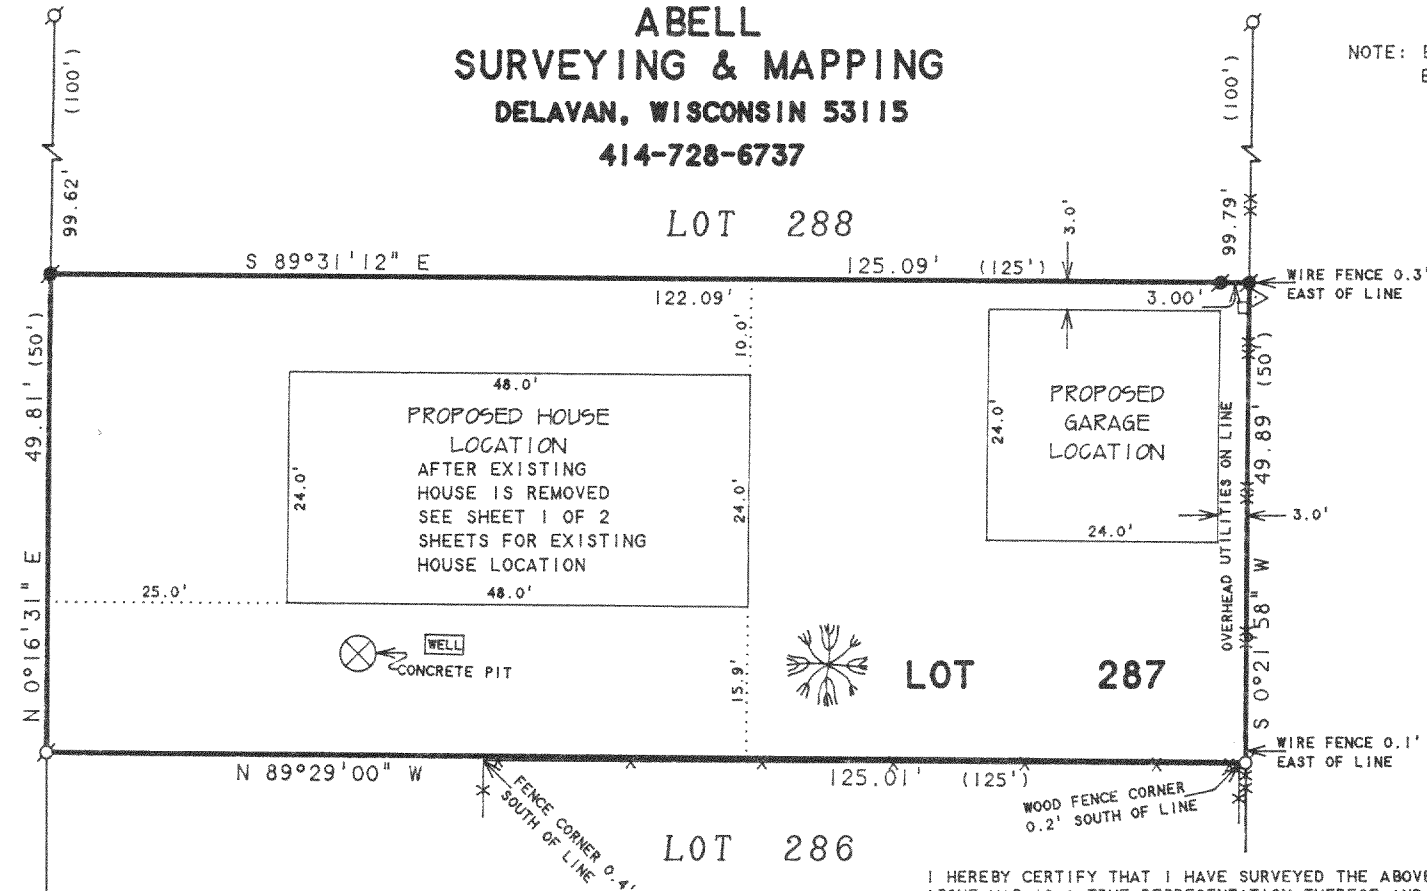 ABELL
SURVEYING & MAPPING
DELAVAN, WISCONSIN 53115
414-728-6737
NOTE:
(100')
99.62'
(100')
99.79'
3.0'
LOT 288
S 89°31'12" E
125.09' (125')
WIRE FENCE 0.3'
EAST OF LINE
122.09'
3.00'
10.0'
49.81' (50')
N 0°16'31" E
48.0'
PROPOSED HOUSE
LOCATION
AFTER EXISTING
HOUSE IS REMOVED
SEE SHEET 1 OF 2
SHEETS FOR EXISTING
HOUSE LOCATION
24.0'
24.0'
48.0'
PROPOSED
GARAGE
LOCATION
24.0'
24.0'
3.0'
OVERHEAD UTILITIES ON LINE
49.89' (50')
S 0°21'58" W
25.0'
WELL
CONCRETE PIT
15.9'
LOT 287
WIRE FENCE 0.1'
EAST OF LINE
N 89°29'00" W
125.01' (125')
FENCE CORNER 0.4'
SOUTH OF LINE
WOOD FENCE CORNER
0.2' SOUTH OF LINE
LOT 286
I HEREBY CERTIFY THAT I HAVE SURVEYED THE ABOV